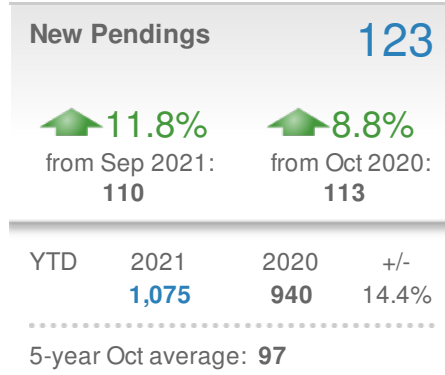 New Pendings 123
11.8% 8.8%
from Sep 2021: from Oct 2020:
110 113
YTD 2021 2020 +/-
1,075 940 14.4%
5-year Oct average: 97